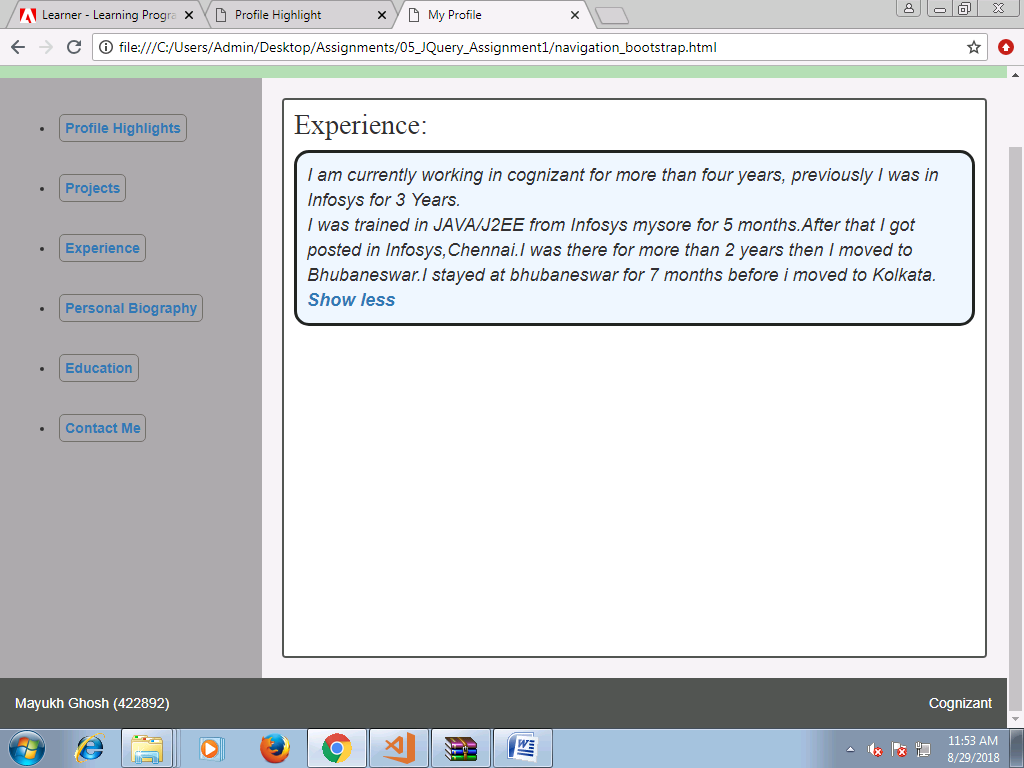 Learner - Learning Progra
Profile Highlight
My Profile
file:///C:/Users/Admin/Desktop/Assignments/05_JQuery_Assignment1/navigation_bootstrap.html
Profile Highlights
Projects
Experience
Personal Biography
Education
Contact Me
Experience:
I am currently working in cognizant for more than four years, previously I was in
Infosys for 3 Years.
I was trained in JAVA/J2EE from Infosys mysore for 5 months.After that I got
posted in Infosys,Chennai.I was there for more than 2 years then I moved to
Bhubaneswar.I stayed at bhubaneswar for 7 months before i moved to Kolkata.
Show less
Mayukh Ghosh (422892)
Cognizant
11:53 AM
8/29/2018